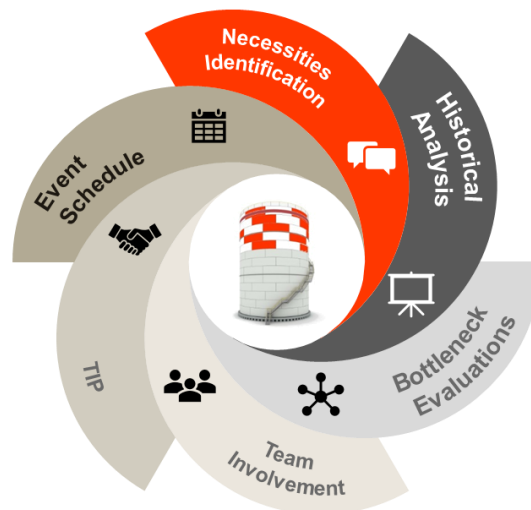 Necessities
Identification
Historical
Analysis
Bottleneck
Evaluations
Team
Involvement
TIP
Event
Schedule